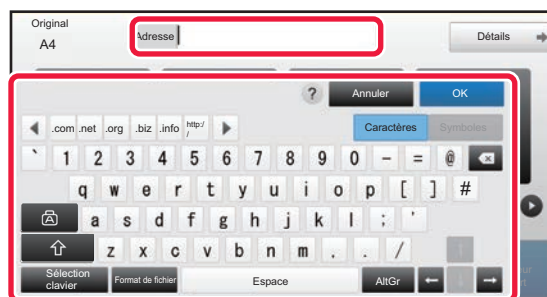 Original
A4
Adresse
Détails
? Annuler OK
.com .net .org .biz .info http:/
/
Caractères Symboles
` 1 2 3 4 5 6 7 8 9 0 - = @
q w e r t y u i o p [ ] #
A a s d f g h j k l ; '
z x c v b n m . . /
Sélection
clavier
Format de fichier Espace AltGr